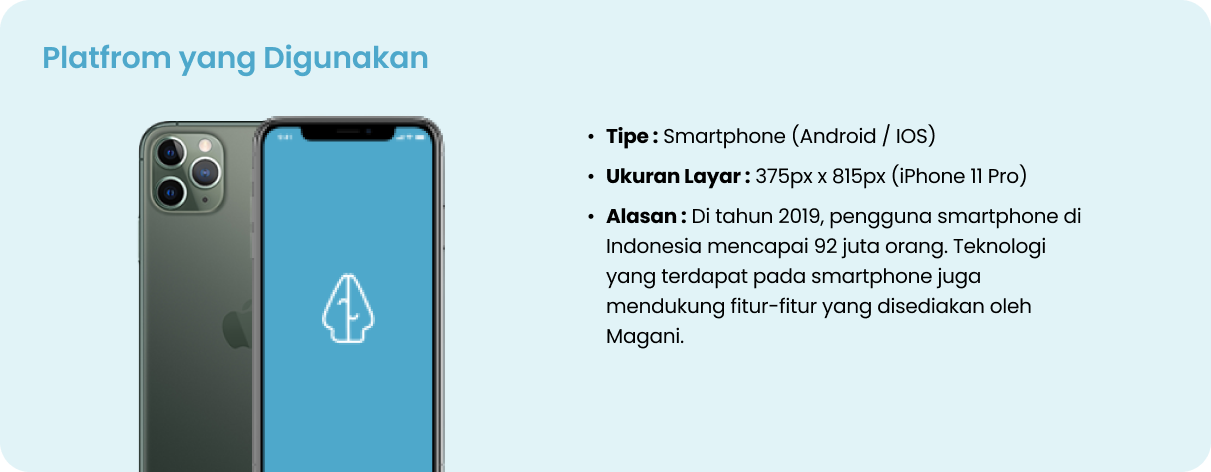 Platfrom yang Digunakan
• Tipe : Smartphone (Android / IOS)
• Ukuran Layar : 375px x 815px (iPhone 11 Pro)
• Alasan : Di tahun 2019, pengguna smartphone di
Indonesia mencapai 92 juta orang. Teknologi
yang terdapat pada smartphone juga
mendukung fitur-fitur yang disediakan oleh
Magani.